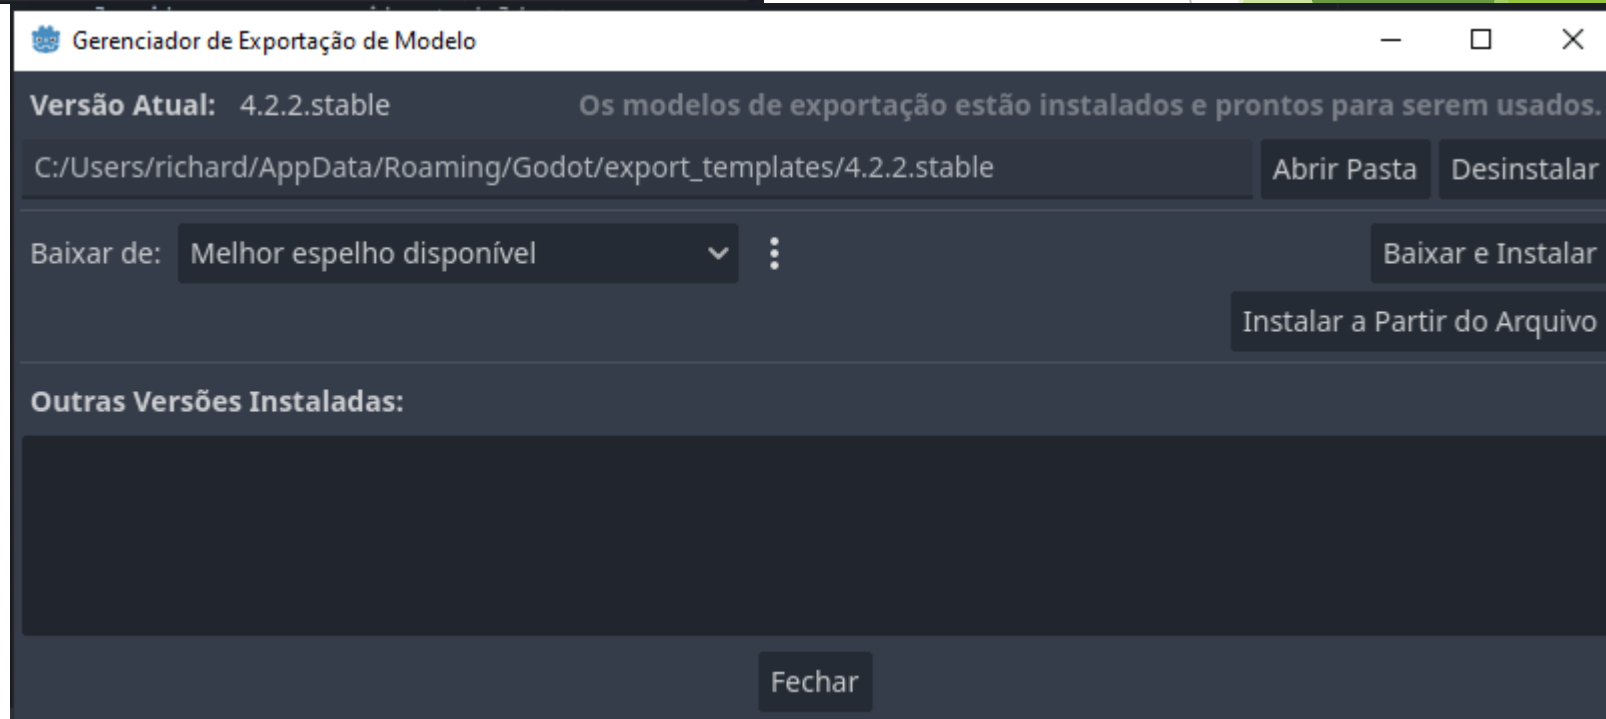 Gerenciador de Exportação de Modelo
Versão Atual: 4.2.2.stable Os modelos de exportação estão instalados e prontos para serem usados.
C:/Users/richard/AppData/Roaming/Godot/export_templates/4.2.2.stable Abrir Pasta Desinstalar
Baixar de: Melhor espelho disponível Baixar e Instalar
Instalar a Partir do Arquivo
Outras Versões Instaladas:
Fechar